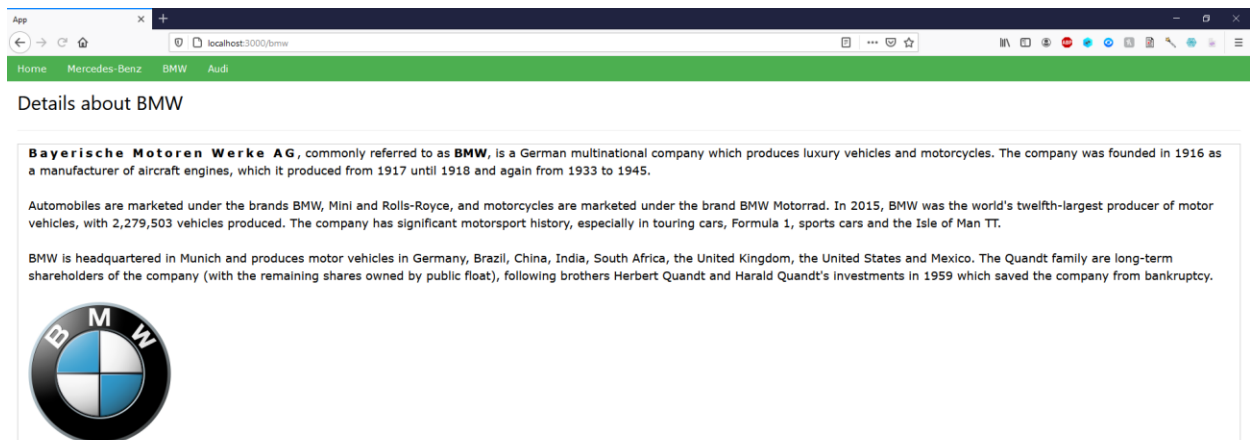 App
localhost:3000/bmw
Home Mercedes-Benz BMW Audi
Details about BMW
Bayerische Motoren Werke AG, commonly referred to as BMW, is a German multinational company which produces luxury vehicles and motorcycles. The company was founded in 1916 as
a manufacturer of aircraft engines, which it produced from 1917 until 1918 and again from 1933 to 1945.
Automobiles are marketed under the brands BMW, Mini and Rolls-Royce, and motorcycles are marketed under the brand BMW Motorrad. In 2015, BMW was the world's twelfth-largest producer of motor
vehicles, with 2,279,503 vehicles produced. The company has significant motorsport history, especially in touring cars, Formula 1, sports cars and the Isle of Man TT.
BMW is headquartered in Munich and produces motor vehicles in Germany, Brazil, China, India, South Africa, the United Kingdom, the United States and Mexico. The Quandt family are long-term
shareholders of the company (with the remaining shares owned by public float), following brothers Herbert Quandt and Harald Quandt's investments in 1959 which saved the company from bankruptcy.
BMW